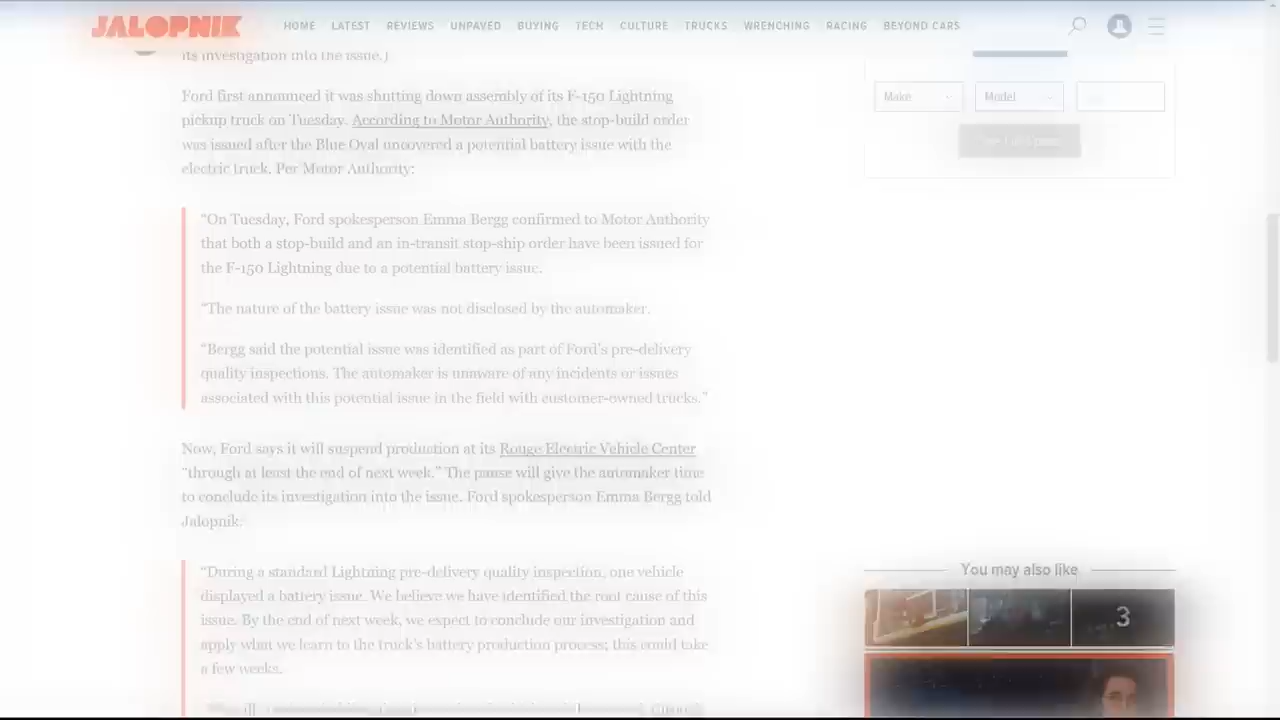 JALOPNIK
HOME LATEST REVIEWS UNPAVED BUYING TECH CULTURE TRUCKS WRENCHING RACING BEYOND CARS
its investigation into the issue.]
Ford first announced it was shutting down assembly of its F-150 Lightning
pickup truck on Tuesday. According to Motor Authority, the stop-build order
was issued after the Blue Oval uncovered a potential battery issue with the
electric truck. Per Motor Authority:
“On Tuesday, Ford spokesperson Emma Bergg confirmed to Motor Authority
that both a stop-build and an in-transit stop-ship order have been issued for
the F-150 Lightning due to a potential battery issue.
“The nature of the battery issue was not disclosed by the automaker.
“Bergg said the potential issue was identified as part of Ford’s pre-delivery
quality inspections. The automaker is unaware of any incidents or issues
associated with this potential issue in the field with customer-owned trucks.”
Now, Ford says it will suspend production at its Rouge Electric Vehicle Center
“through at least the end of next week.” The pause will give the automaker time
to conclude its investigation into the issue. Ford spokesperson Emma Bergg told
Jalopnik:
“During a standard Lightning pre-delivery quality inspection, one vehicle
displayed a battery issue. We believe we have identified the root cause of this
issue. By the end of next week, we expect to conclude our investigation and
apply what we learn to the truck’s battery production process; this could take
a few weeks.
Make
Model
You may also like
3